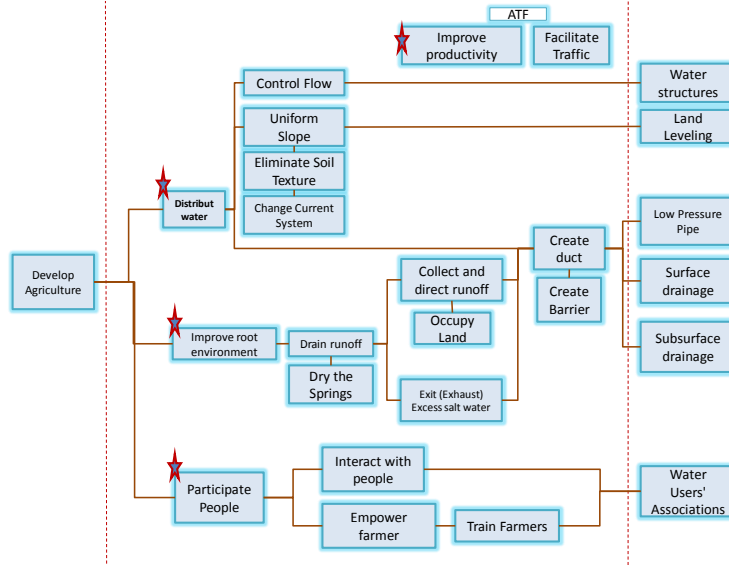 ATF
Improve
productivity
Facilitate
Traffic
Control Flow
Water
structures
Uniform
Slope
Land
Leveling
Eliminate Soil
Texture
Distribut
water
Change Current
System
Low Pressure
Pipe
Create
duct
Develop
Agriculture
Collect and
direct runoff
Surface
drainage
Create
Barrier
Occupy
Land
Improve root
environment
Drain runoff
Subsurface
drainage
Dry the
Springs
Exit (Exhaust)
Excess salt water
Interact with
people
Participate
People
Water
Users'
Associations
Empower
farmer
Train Farmers